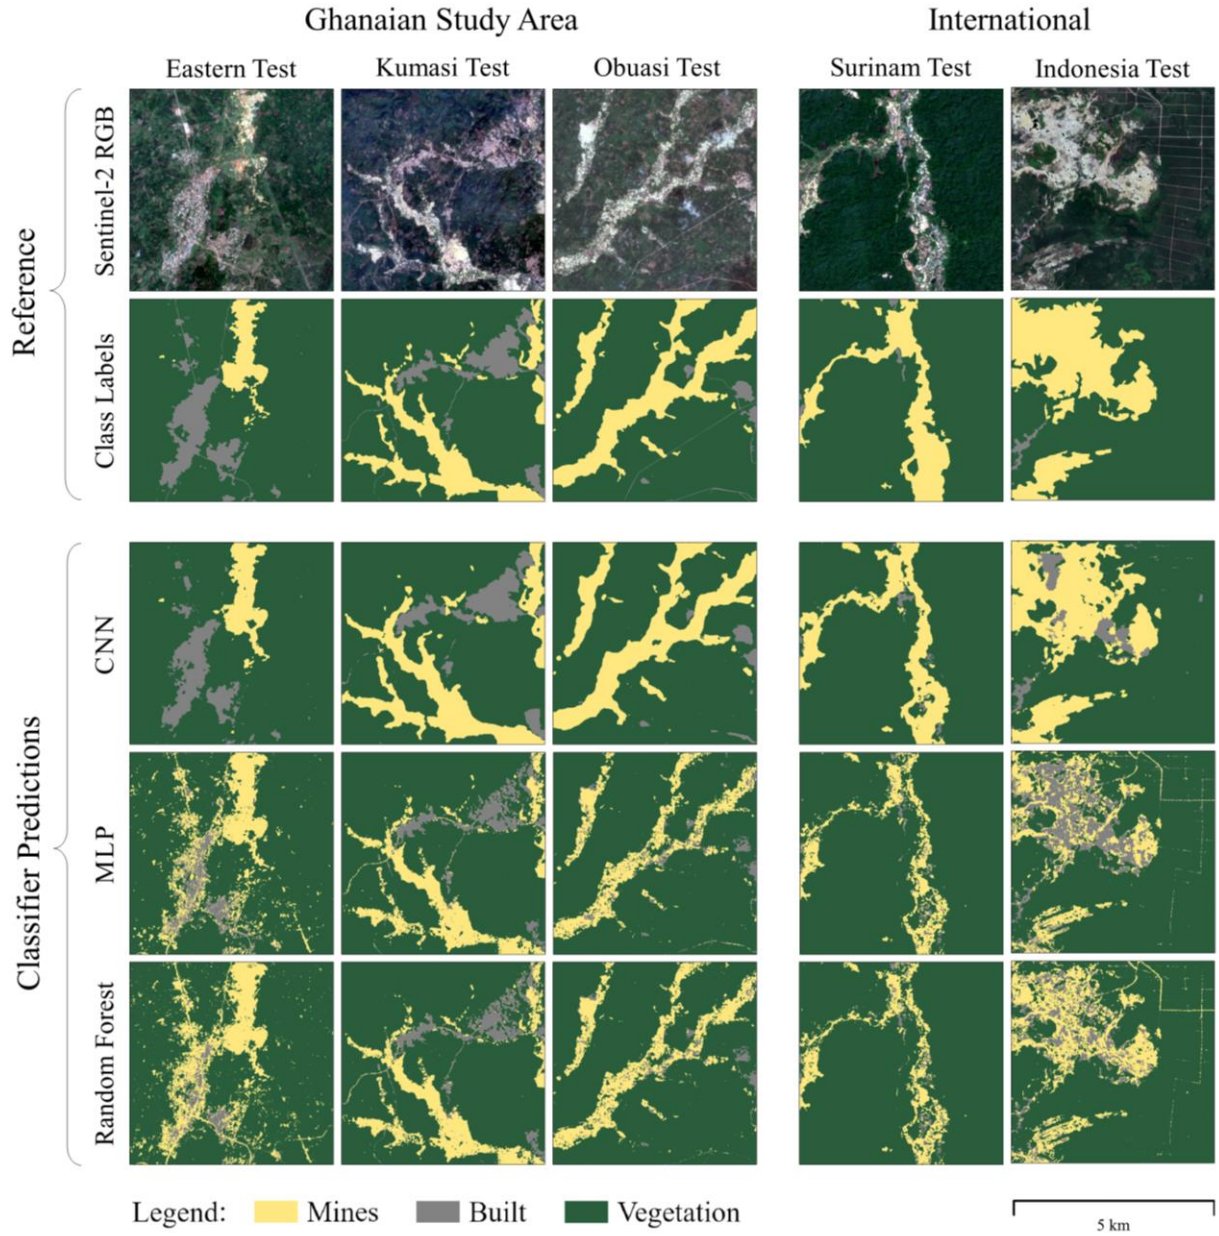 Ghanaian Study Area
International
Eastern Test
Kumasi Test
Obuasi Test
Surinam Test
Indonesia Test
Reference
Sentinel-2 RGB
Class Labels
Classifier Predictions
CNN
MLP
Random Forest
Legend: Mines Built Vegetation
5 km